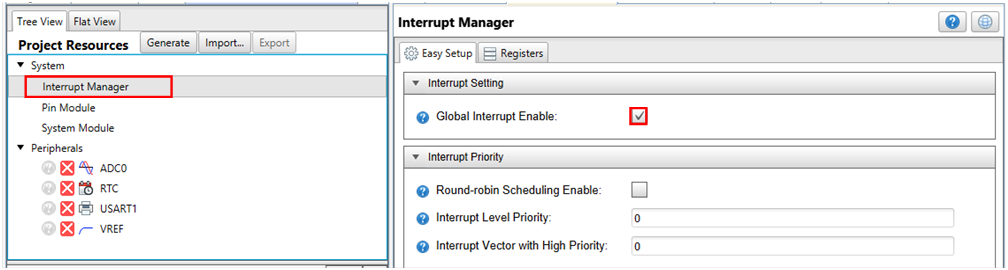 Tree View Flat View
Project Resources Generate Import... Export
System
Interrupt Manager
Pin Module
System Module
Peripherals
ADC0
RTC
USART1
VREF
Interrupt Manager
Easy Setup Registers
Interrupt Setting
Global Interrupt Enable:
Interrupt Priority
Round-robin Scheduling Enable:
Interrupt Level Priority: 0
Interrupt Vector with High Priority: 0